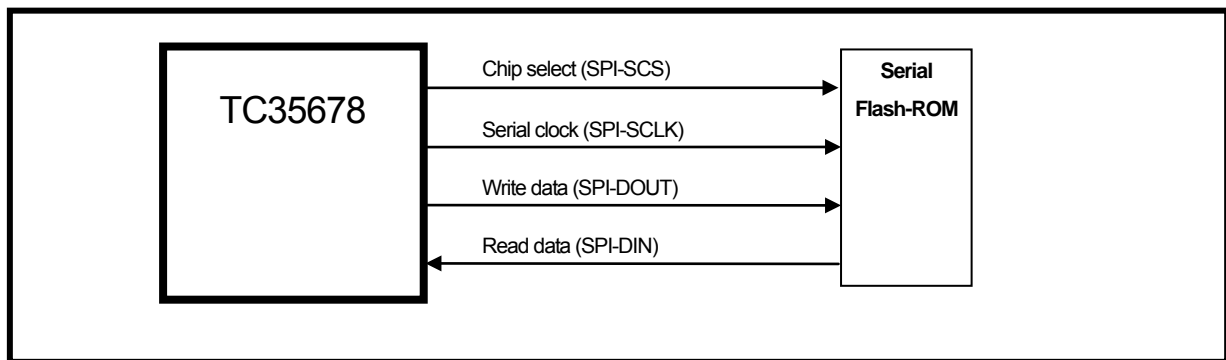 TC35678
Chip select (SPI-SCS)
Serial clock (SPI-SCLK)
Write data (SPI-DOUT)
Read data (SPI-DIN)
Serial
Flash-ROM